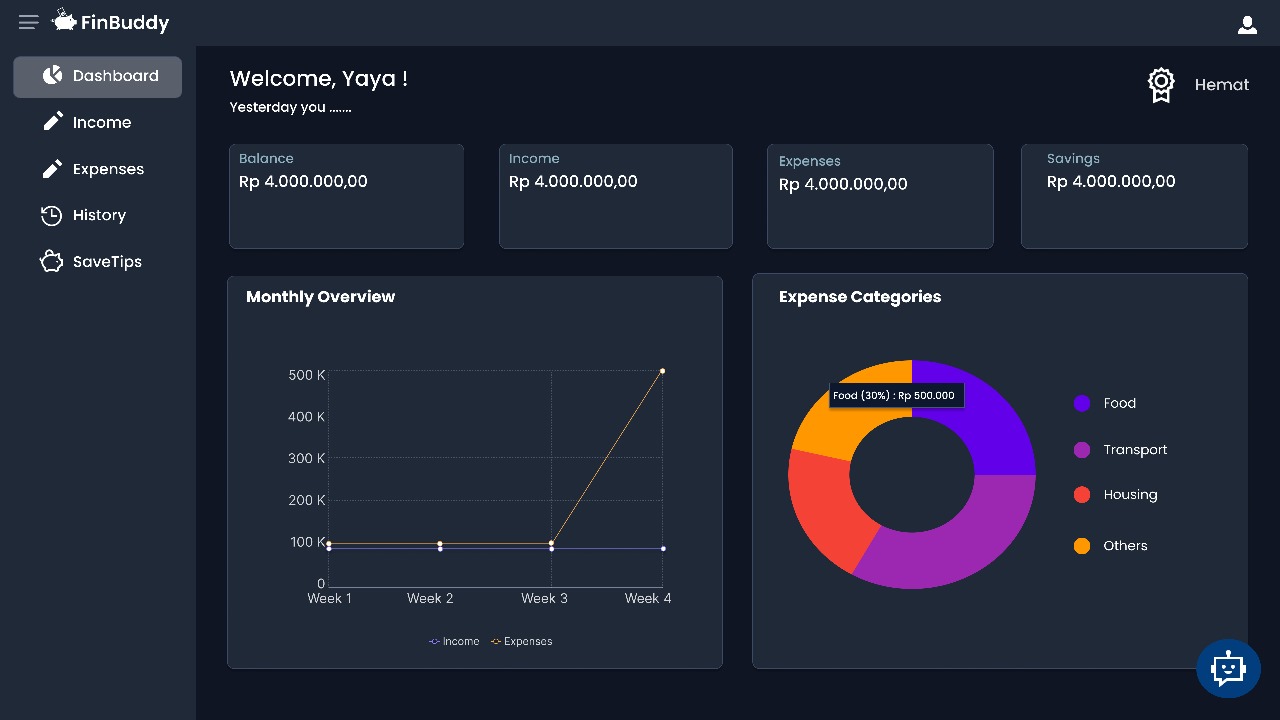 FinBuddy
Dashboard
Income
Expenses
History
SaveTips
Welcome, Yaya !
Yesterday you .......
Hemat
Balance
Rp 4.000.000,00
Income
Rp 4.000.000,00
Expenses
Rp 4.000.000,00
Savings
Rp 4.000.000,00
Monthly Overview
500 K
400 K
300 K
200 K
100 K
0
Week 1
Week 2
Week 3
Week 4
Income
Expenses
Expense Categories
Food (30%) : Rp 500.000
Food
Transport
Housing
Others